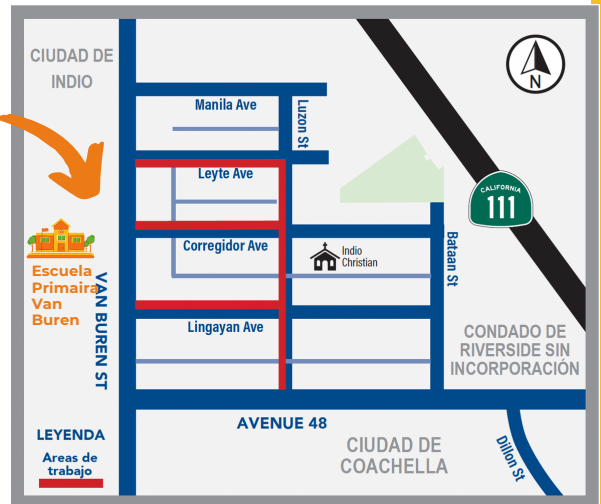 CIUDAD DE
INDIO
Manila Ave
Luzon St
N
Leyte Ave
CALIFORNIA
111
Corregidor Ave
Indio
Christian
Bataan St
Escuela
Primaira
Van
Buren
VAN BUREN ST
Lingayan Ave
CONDADO DE
RIVERSIDE SIN
INCORPORACIÓN
AVENUE 48
LEYENDA
Areas de
trabajo
CIUDAD DE
COACHELLA
Dillon St